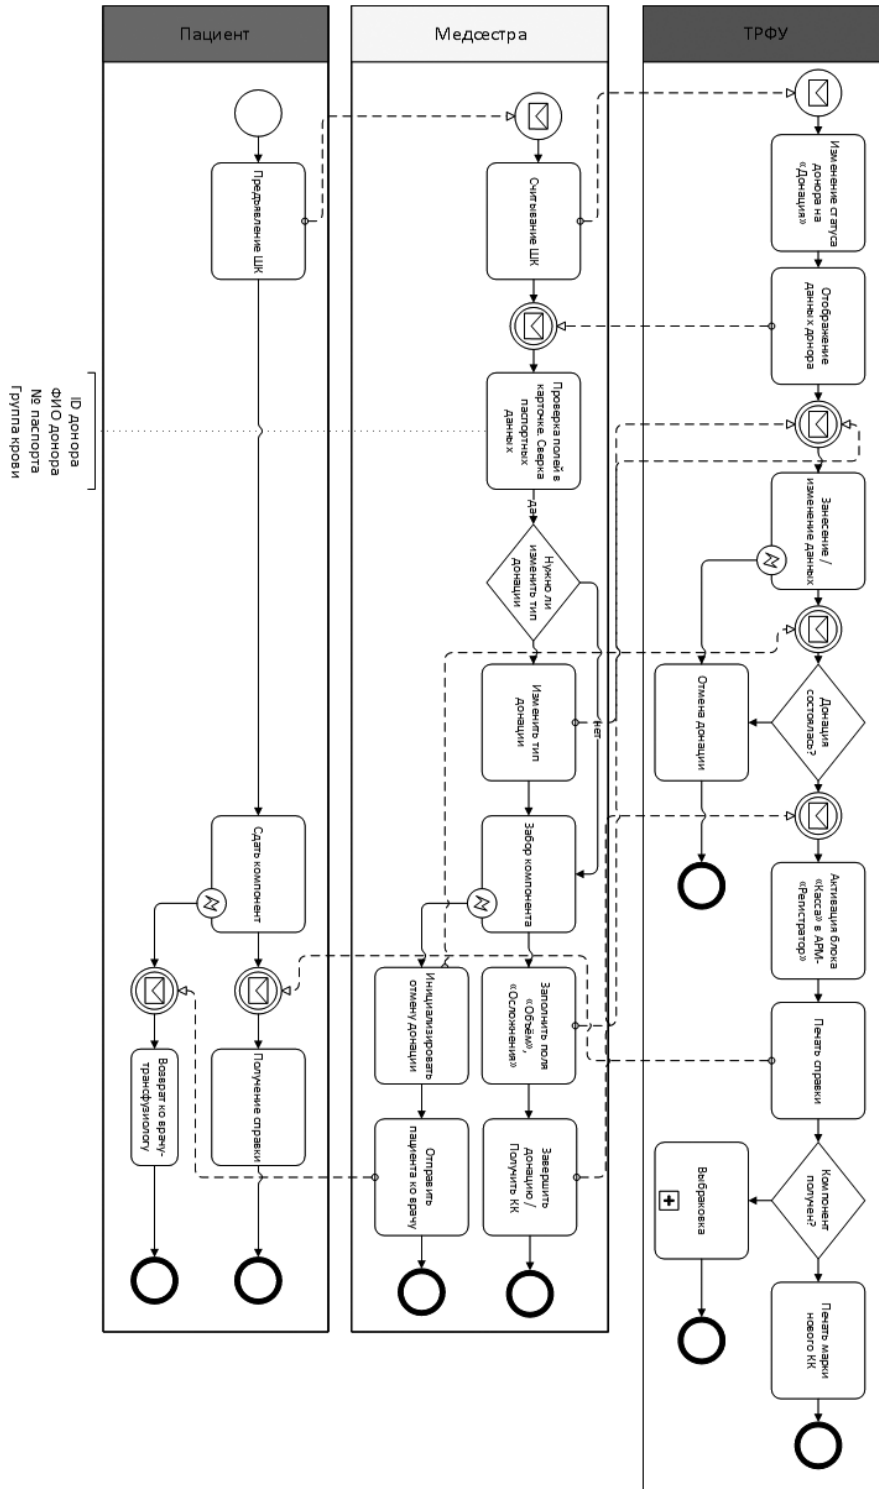 Пациент
Медсестра
ТРФУ
Предъявление ШК
Сдать компонент
Получение справки
Возврат ко врачу-
трансфузиологу
ID донора
ФИО донора
№ паспорта
Группа крови
Считывание ШК
Проверка полей в
карточке. Сверка
паспортных
данных
да
Нужно ли
изменить тип
донации
нет
Изменить тип
донации
Забор компонента
Заполнить поля
«Объём»,
«Осложнения»
Завершить
донацию /
Получить КК
Инициализировать
отмену донации
Отправить
пациента ко врачу
Изменение статуса
донора на
«Донация»
Отображение
данных донора
Занесение /
изменение данных
Донация
состоялась?
Отмена донации
Активация блока
«Касса» в АРМ-
«Регистратор»
Печать справки
Компонент
получен?
Выбраковка
Печать марки
нового КК